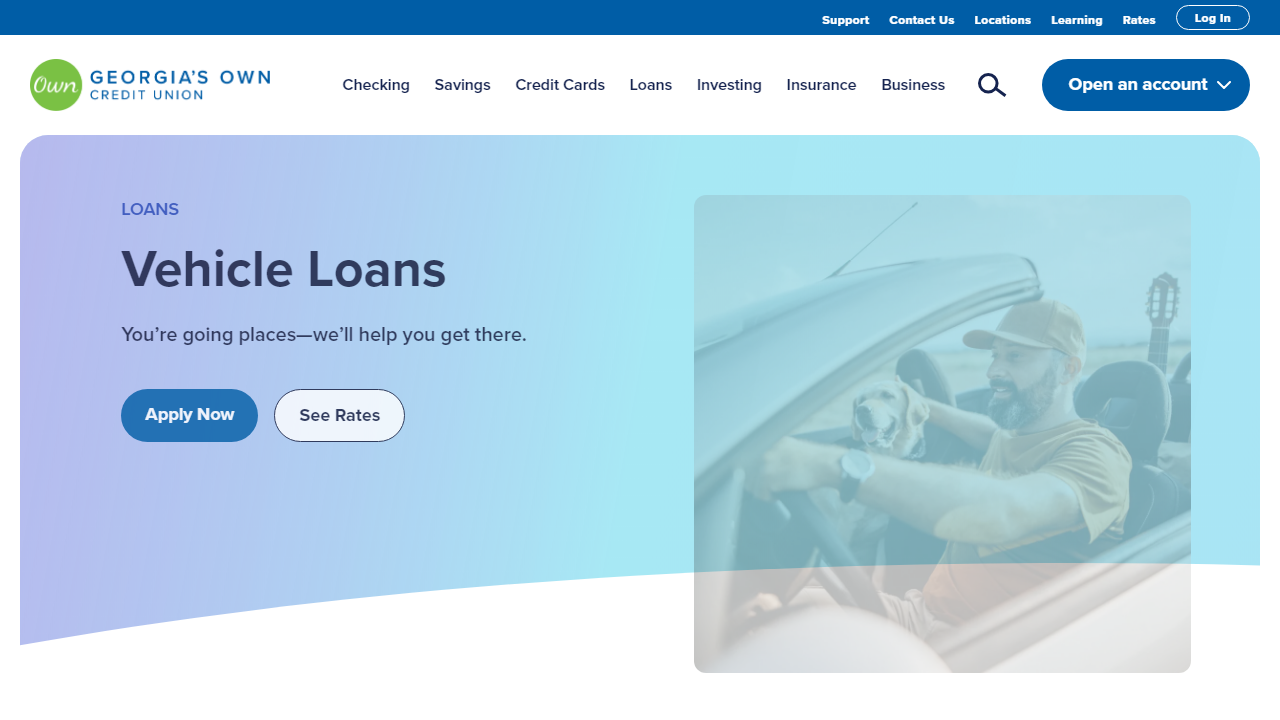 Support Contact Us Locations Learning Rates Log In
Own GEORGIA'S OWN
CREDIT UNION
Checking Savings Credit Cards Loans Investing Insurance Business Open an account
LOANS
Vehicle Loans
You’re going places—we’ll help you get there.
Apply Now See Rates